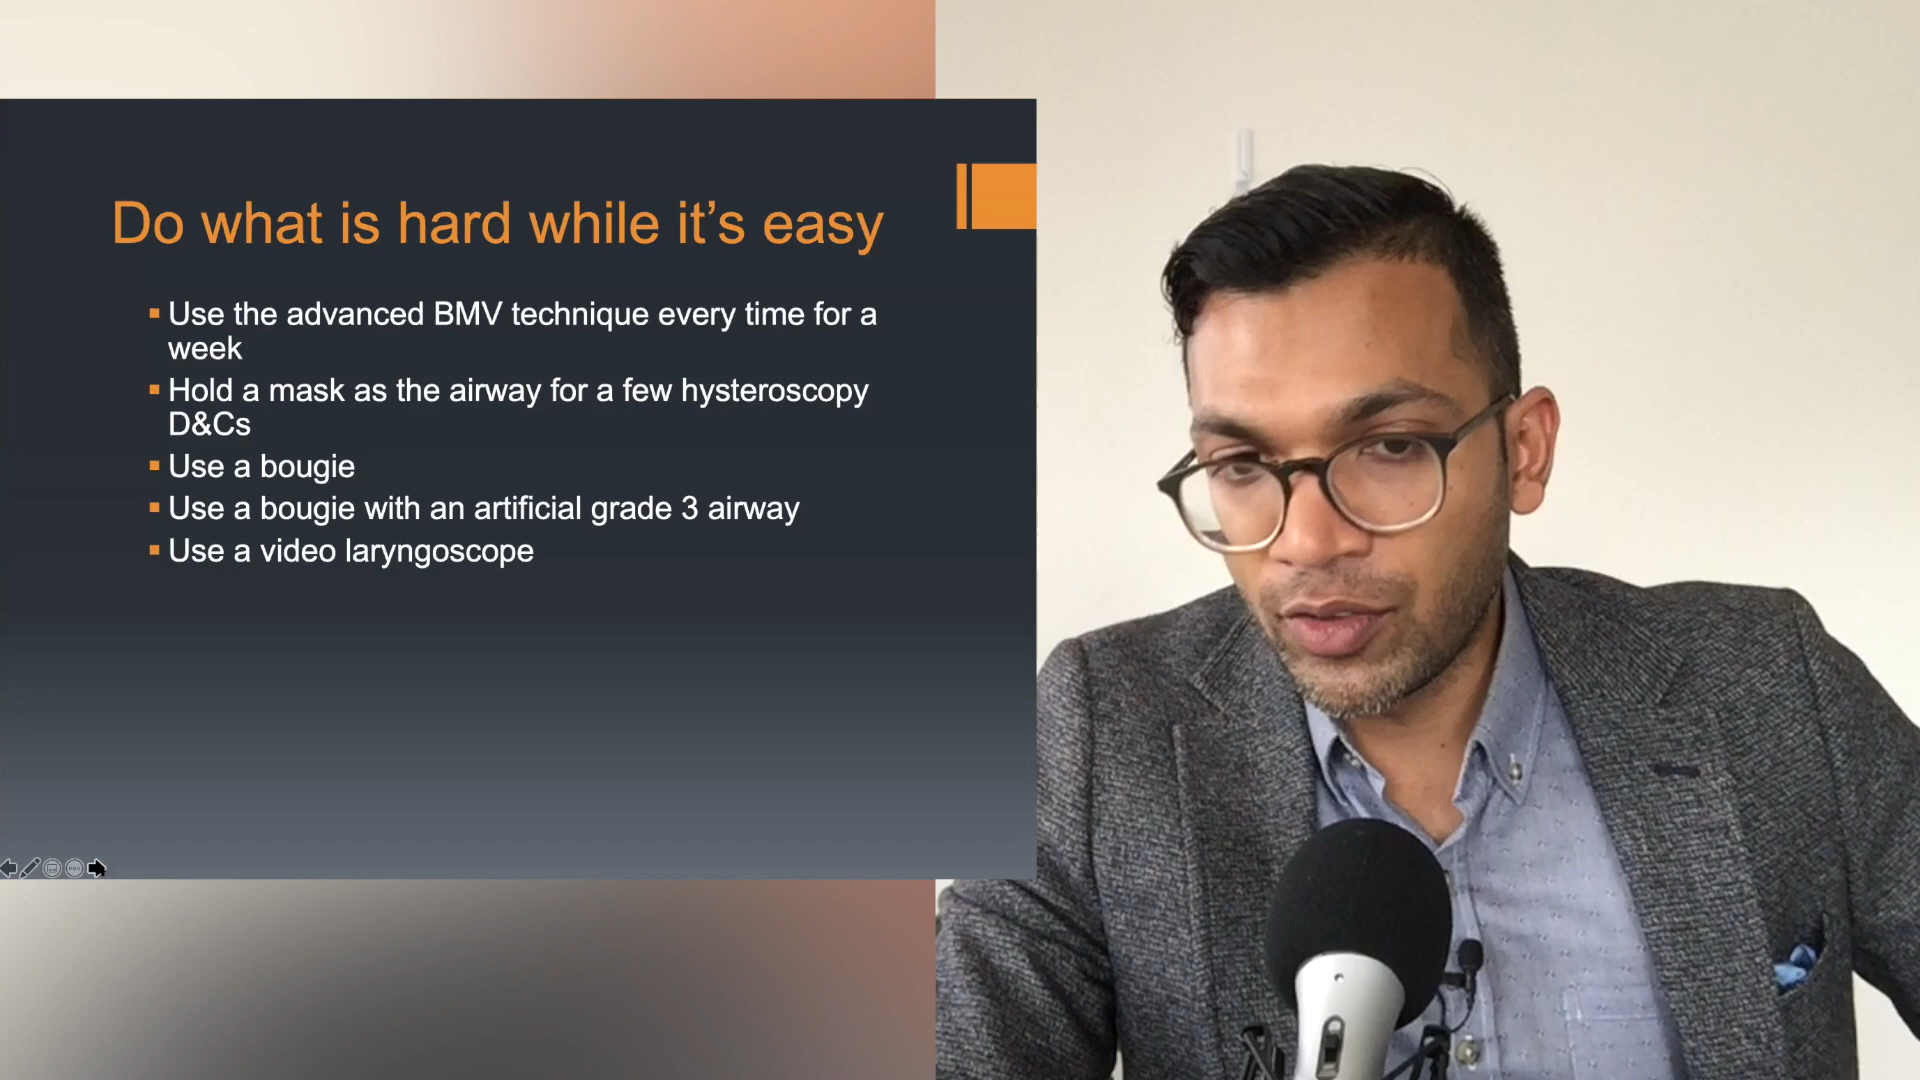 Do what is hard while it's easy
Use the advanced BMV technique every time for a
week
Hold a mask as the airway for a few hysteroscopy
D&Cs
Use a bougie
Use a bougie with an artificial grade 3 airway
Use a video laryngoscope